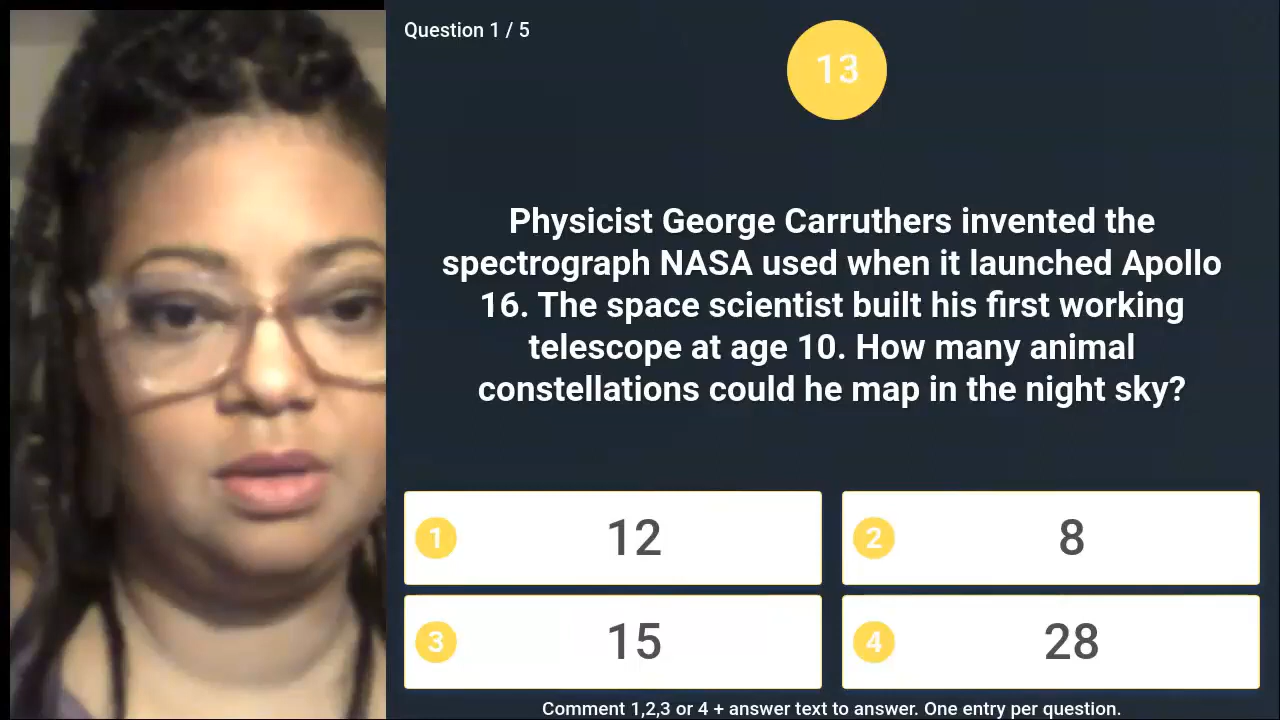 Question 1 / 5
13
Physicist George Carruthers invented the
spectrograph NASA used when it launched Apollo
16. The space scientist built his first working
telescope at age 10. How many animal
constellations could he map in the night sky?
1 12
2 8
3 15
4 28
Comment 1,2,3 or 4 + answer text to answer. One entry per question.